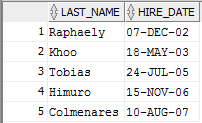 LAST_NAME HIRE_DATE
1 Raphaely 07-DEC-02
2 Khoo 18-MAY-03
3 Tobias 24-JUL-05
4 Himuro 15-NOV-06
5 Colmenares 10-AUG-07